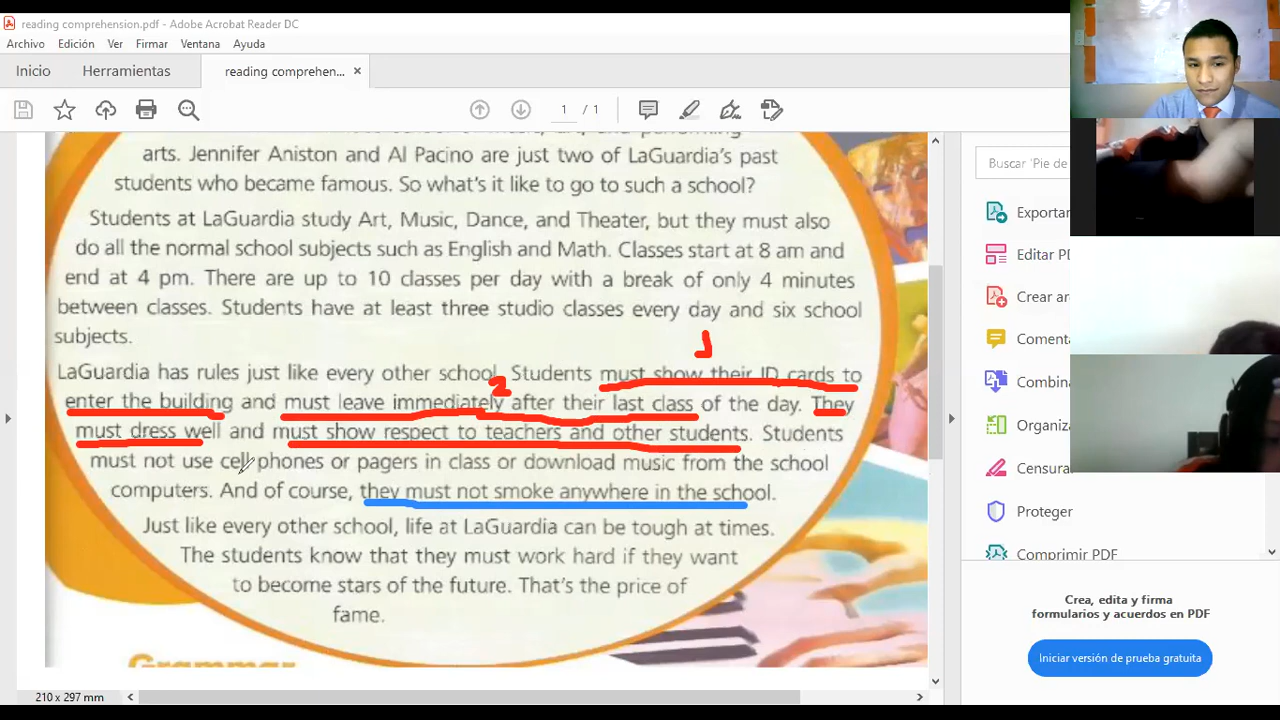 reading comprehension.pdf - Adobe Acrobat Reader DC
Archivo Edición Ver Firmar Ventana Ayuda
Inicio Herramientas reading comprehen... ×
1 / 1
and performing
arts. Jennifer Aniston and Al Pacino are just two of LaGuardia's past
students who became famous. So what's it like to go to such a school?
Students at LaGuardia study Art, Music, Dance, and Theater, but they must also
do all the normal school subjects such as English and Math. Classes start at 8 am and
end at 4 pm. There are up to 10 classes per day with a break of only 4 minutes
between classes. Students have at least three studio classes every day and six school
subjects.
1
LaGuardia has rules just like every other school. Students must show their ID cards to
2
enter the building and must leave immediately after their last class of the day. They
must dress well and must show respect to teachers and other students. Students
must not use cell phones or pagers in class or download music from the school
computers. And of course, they must not smoke anywhere in the school.
Just like every other school, life at LaGuardia can be tough at times.
The students know that they must work hard if they want
to become stars of the future. That's the price of
fame.
Grammar
210 x 297 mm
Buscar 'Pie de
Exportar
Editar PD
Crear ar
Comenta
Combina
Organiza
Censura
Proteger
Comprimir PDF
Crea, edita y firma
formularios y acuerdos en PDF
Iniciar versión de prueba gratuita